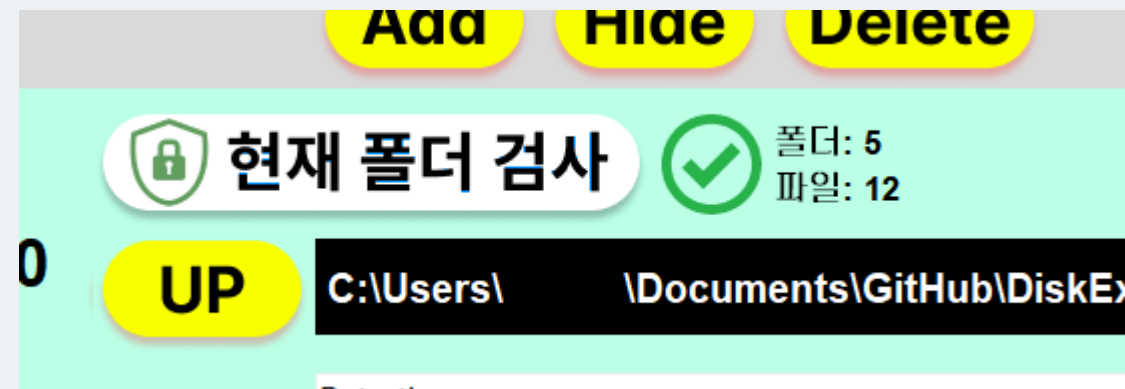 Add Hide Delete
현재 폴더 검사
폴더: 5
파일: 12
0
UP
C:\Users\ \Documents\GitHub\DiskEx